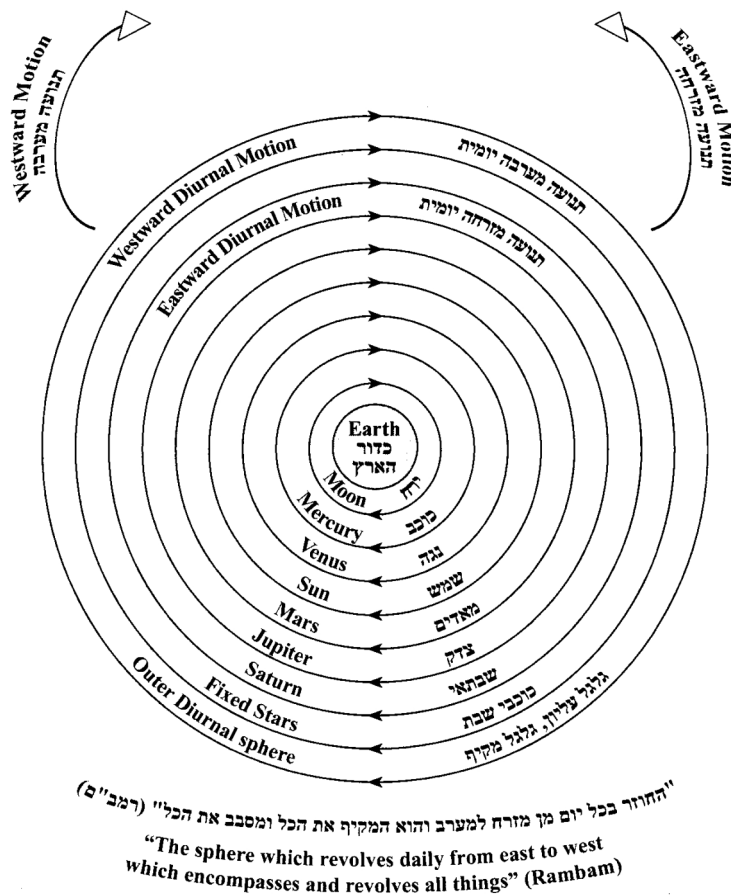 Westward Motion
תנועה מערבה
Eastward Motion
תנועה מזרחה
Westward Diurnal Motion
תנועה מערבה יומית
Eastward Diurnal Motion
תנועה מזרחה יומית
Earth
כדור
הארץ
Moon ירח
Mercury כוכב
Venus נגה
Sun שמש
Mars מאדים
Jupiter צדק
Saturn שבתאי
Fixed Stars כוכבי שבת
Outer Diurnal sphere גלגל עליון, גלגל מקיף
"החוזר בכל יום מן מזרח למערב והוא המקיף את הכל ומסבב את הכל" (רמב"ם)
“The sphere which revolves daily from east to west
which encompasses and revolves all things” (Rambam)